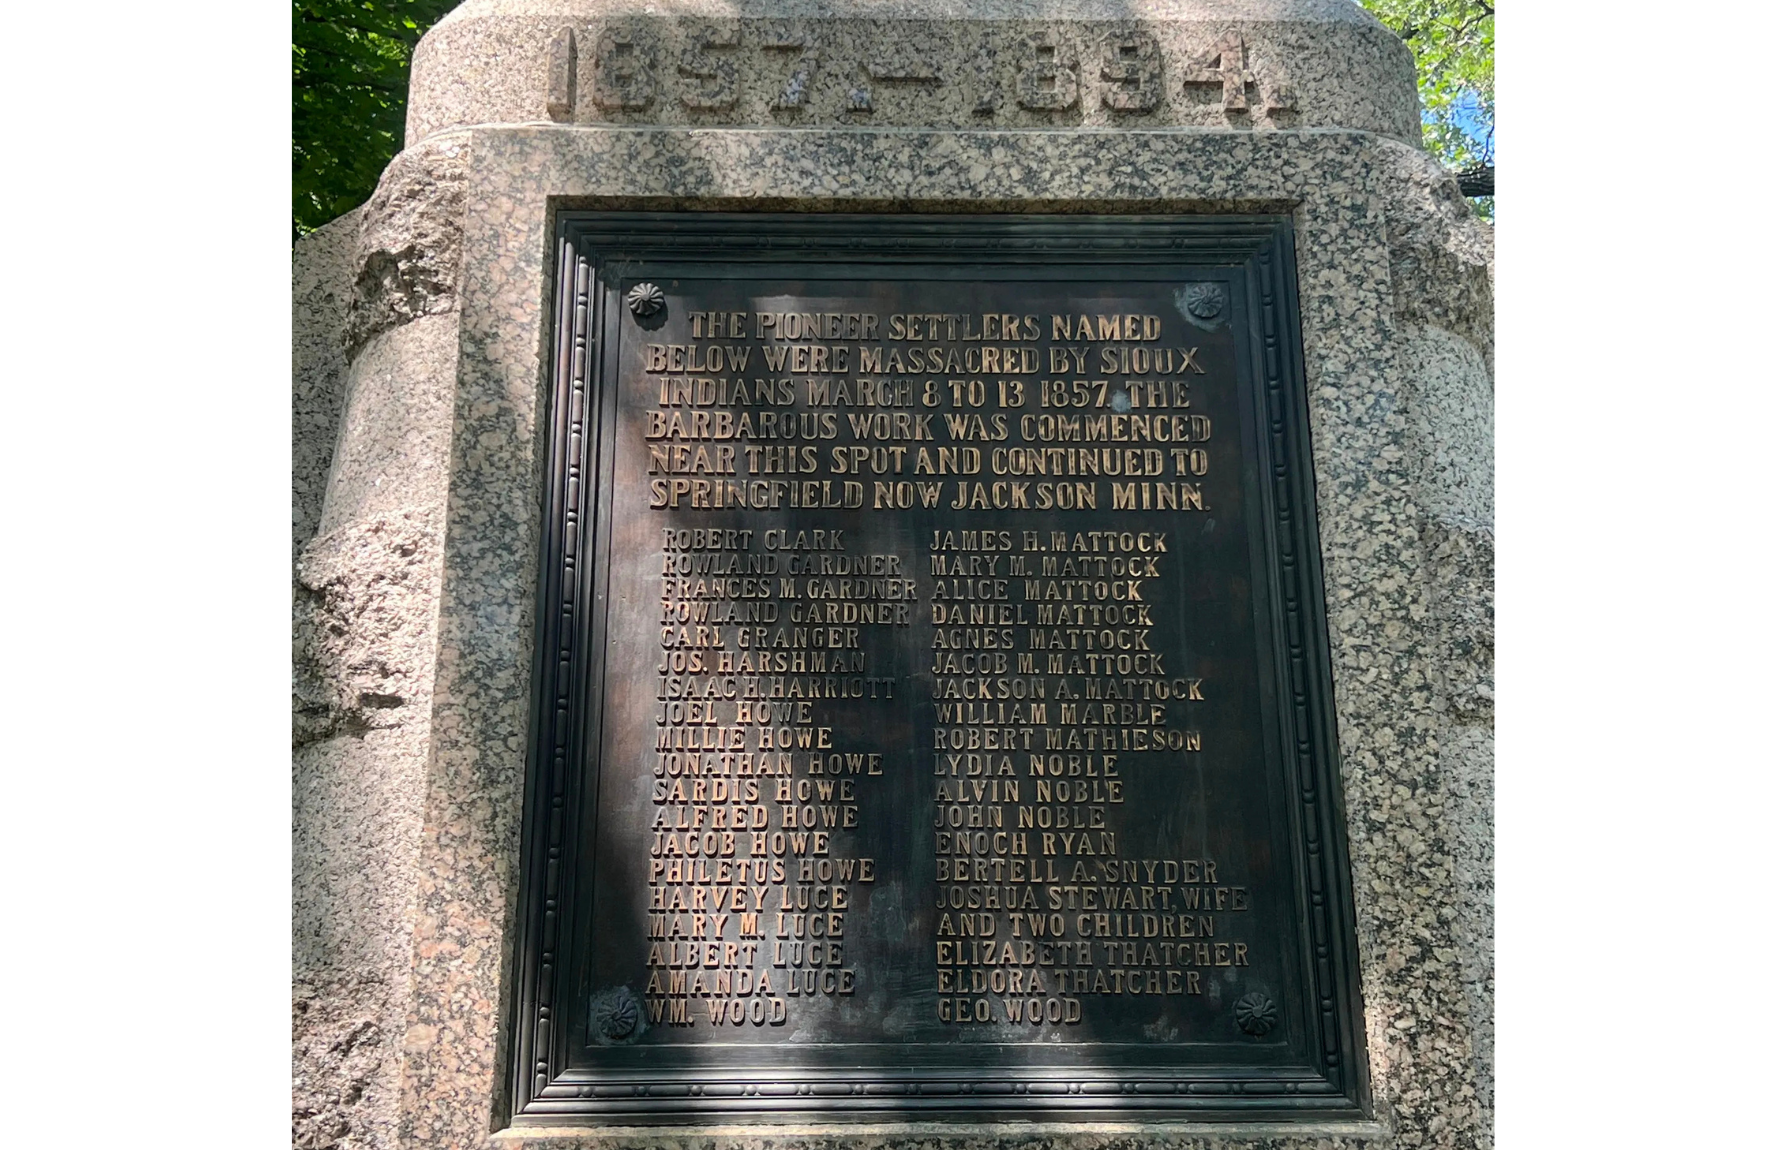 1857.-1894.
THE PIONEER SETTLERS NAMED
BELOW WERE MASSACRED BY SIOUX
INDIANS MARCH 8 TO 13 1857. THE
BARBAROUS WORK WAS COMMENCED
NEAR THIS SPOT AND CONTINUED TO
SPRINGFIELD NOW JACKSON MINN.
ROBERT CLARK
ROWLAND GARDNER
FRANCES M. GARDNER
ROWLAND GARDNER
CARL GRANGER
JOS. HARSHMAN
ISAAC H. HARRIOTT
JOEL HOWE
MILLIE HOWE
JONATHAN HOWE
SARDIS HOWE
ALFRED HOWE
JACOB HOWE
PHILETUS HOWE
HARVEY LUCE
MARY M. LUCE
ALBERT LUCE
AMANDA LUCE
WM. WOOD
JAMES H. MATTOCK
MARY M. MATTOCK
ALICE MATTOCK
DANIEL MATTOCK
AGNES MATTOCK
JACOB M. MATTOCK
JACKSON A. MATTOCK
WILLIAM MARBLE
ROBERT MATHIESON
LYDIA NOBLE
ALVIN NOBLE
JOHN NOBLE
ENOCH RYAN
BERTELL A. SNYDER
JOSHUA STEWART, WIFE
AND TWO CHILDREN
ELIZABETH THATCHER
ELDORA THATCHER
GEO. WOOD